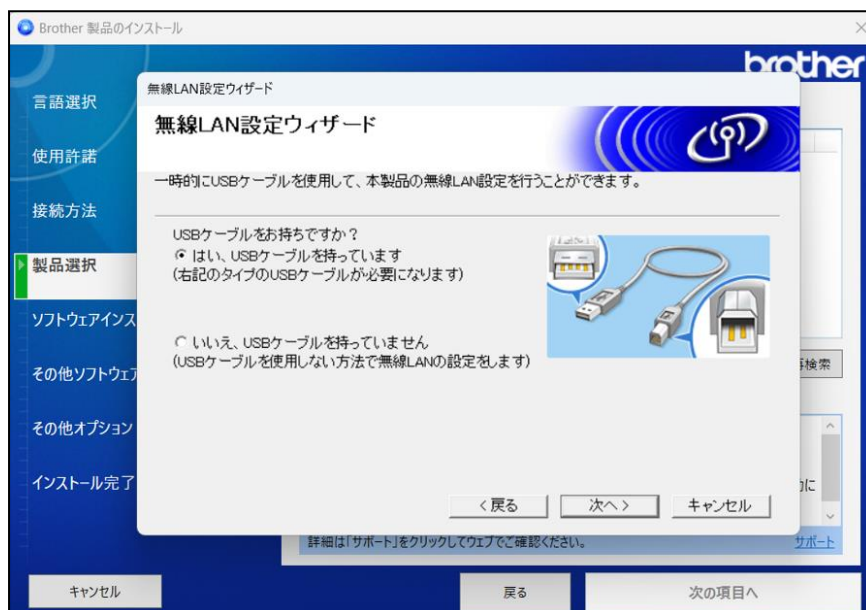 Brother 製品のインストール
brother
言語選択
使用許諾
接続方法
製品選択
ソフトウェアインス
その他ソフトウェア
その他オプション
インストール完了
無線LAN設定ウィザード
無線LAN設定ウィザード
一時的にUSBケーブルを使用して、本製品の無線LAN設定を行うことができます。
USBケーブルをお持ちですか？
はい、USBケーブルを持っています
(右記のタイプのUSBケーブルが必要になります)
いいえ、USBケーブルを持っていません
(USBケーブルを使用しない方法で無線LANの設定をします)
<戻る
次へ>
キャンセル
検索
に
詳細は「サポート」をクリックしてウェブでご確認ください。
サポート
キャンセル
戻る
次の項目へ